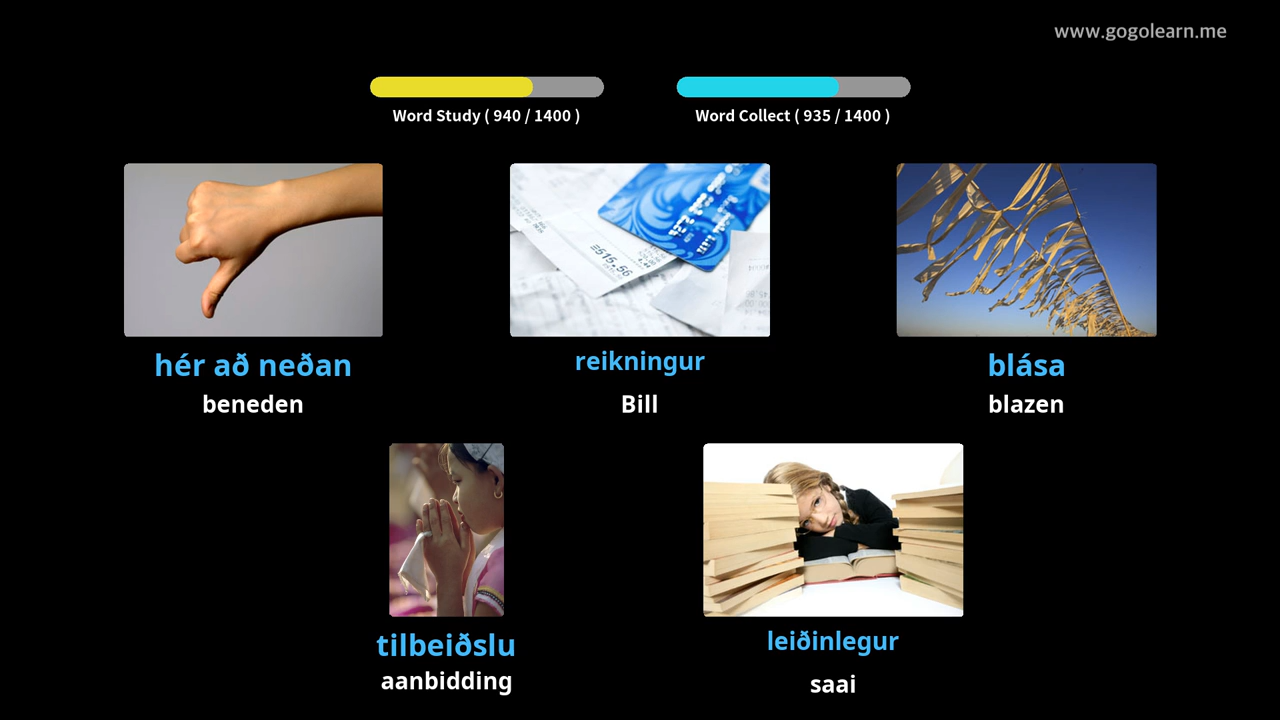 www.gogolearn.me
Word Study ( 940 / 1400 )
Word Collect ( 935 / 1400 )
hér að neðan
beneden
reikningur
Bill
blása
blazen
tilbeiðslu
aanbidding
leiðinlegur
saai